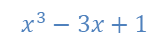 x³ − 3x + 1